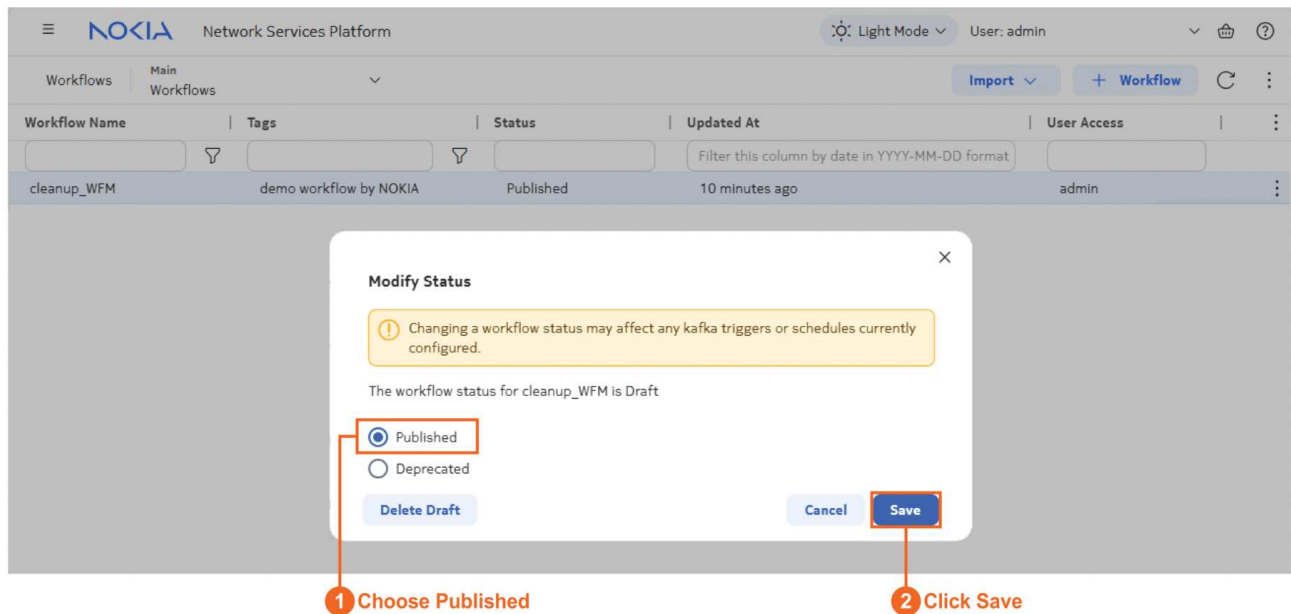 NOKIA Network Services Platform Light Mode User: admin
Workflows Main Workflows Import + Workflow
Workflow Name Tags Status Updated At User Access
Filter this column by date in YYYY-MM-DD format
cleanup_WFM demo workflow by NOKIA Published 10 minutes ago admin
Modify Status
Changing a workflow status may affect any kafka triggers or schedules currently
configured.
The workflow status for cleanup_WFM is Draft
Published
Deprecated
Delete Draft Cancel Save
1 Choose Published 2 Click Save